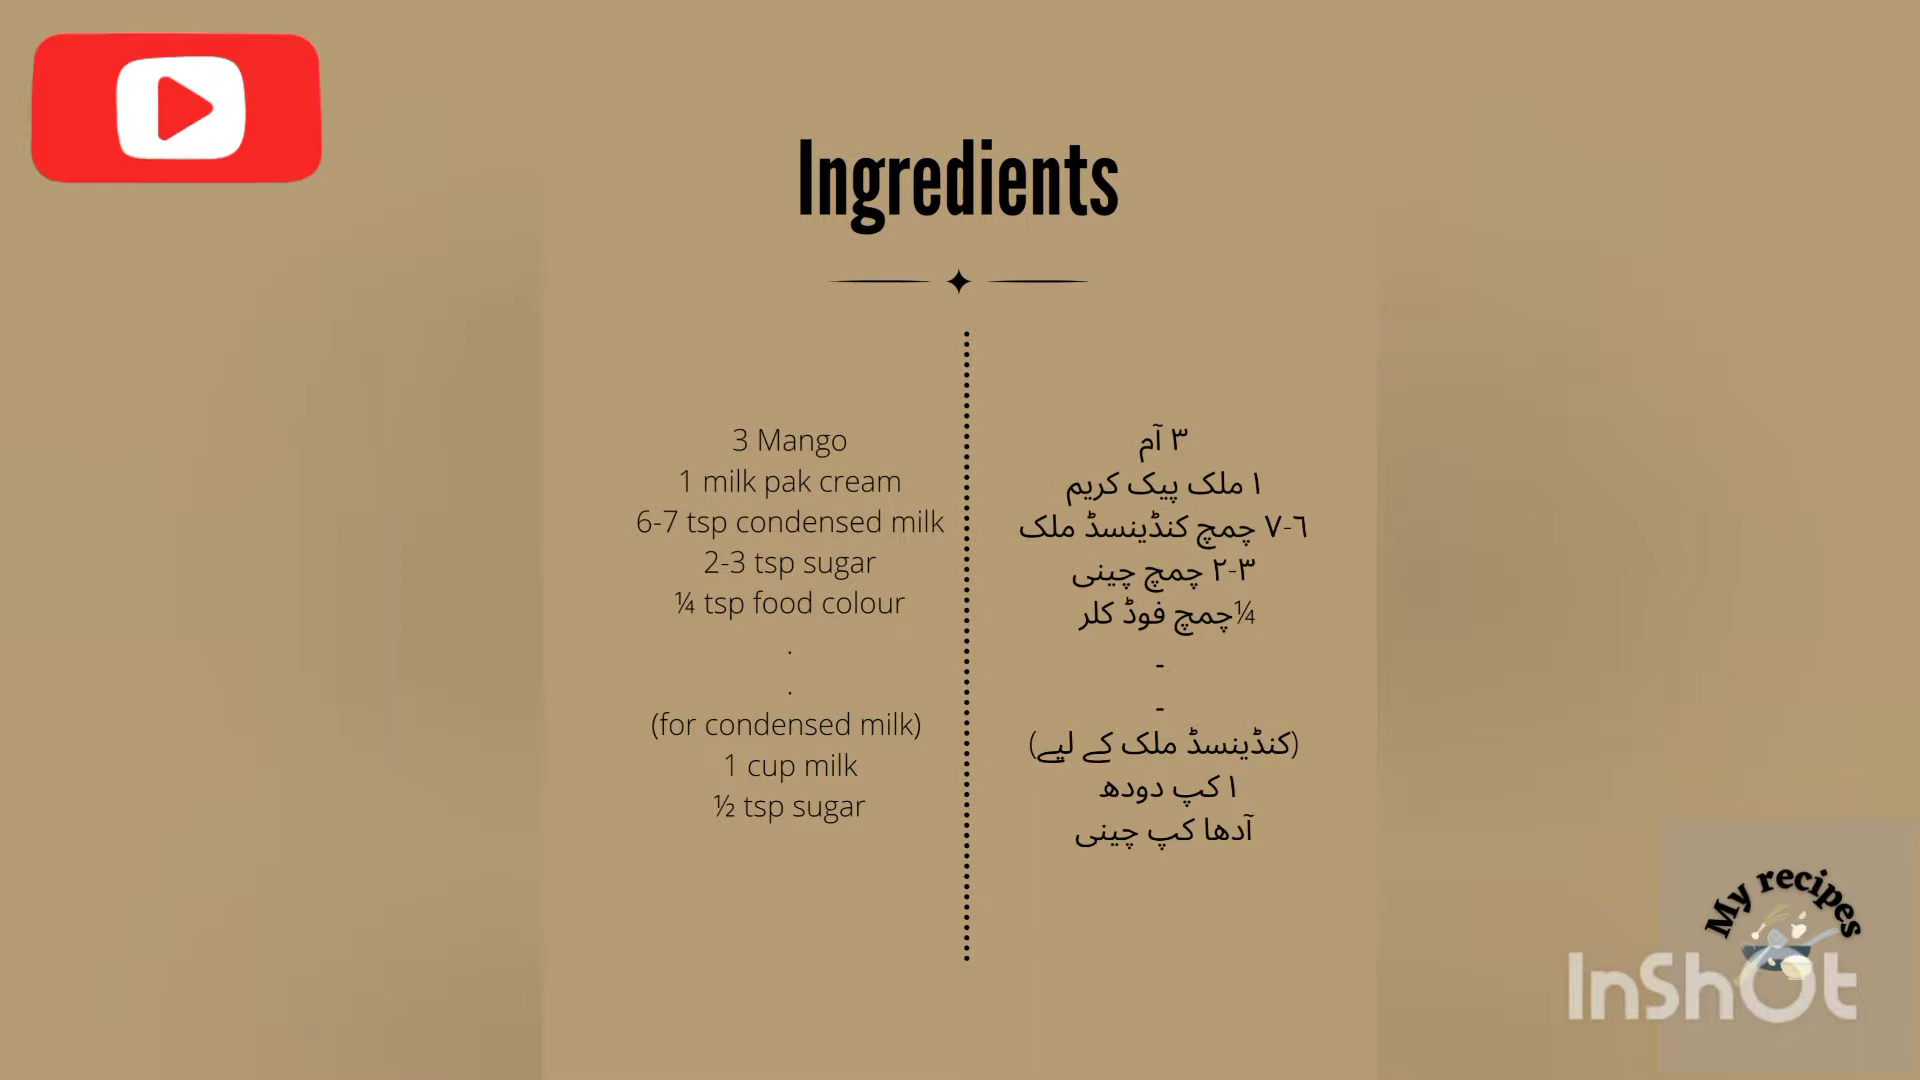 Ingredients
3 Mango
1 milk pak cream
6-7 tsp condensed milk
2-3 tsp sugar
¼ tsp food colour
.
.
(for condensed milk)
1 cup milk
½ tsp sugar
٣ آم
١ ملک پیک کریم
٦-٧ چمچ کنڈینسڈ ملک
٢-٣ چمچ چینی
¼چمچ فوڈ کلر
-
-
(کنڈینسڈ ملک کے لیے)
١ کپ دودھ
آدھا کپ چینی
My recipes
InShOt